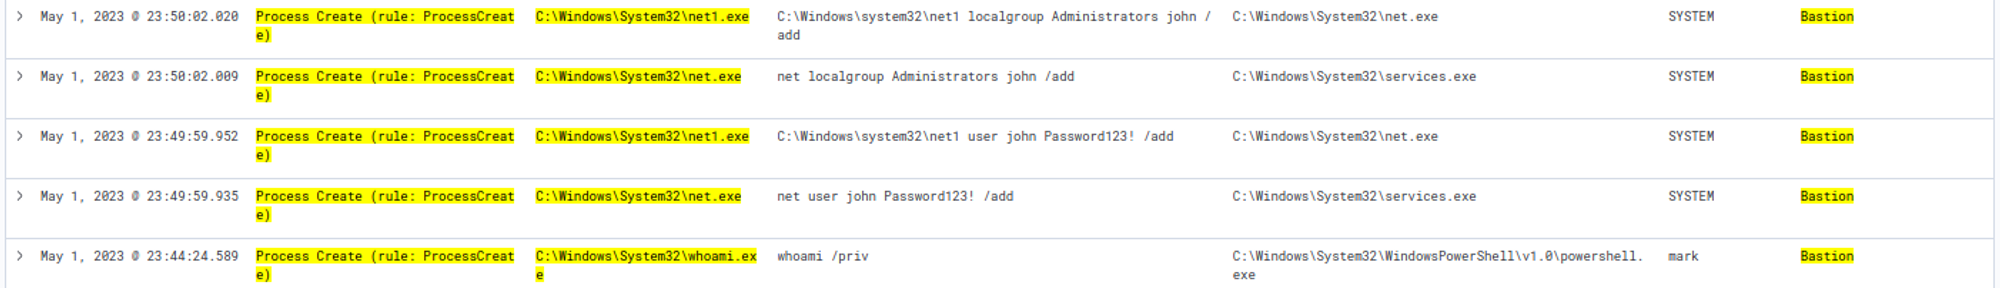 May 1, 2023 @ 23:50:02.020 Process Create (rule: ProcessCreat C:\Windows\System32\net1.exe C:\Windows\system32\net1 localgroup Administrators john / C:\Windows\System32\net.exe SYSTEM Bastion
e) add
May 1, 2023 @ 23:50:02.009 Process Create (rule: ProcessCreat C:\Windows\System32\net.exe net localgroup Administrators john /add C:\Windows\System32\services.exe SYSTEM Bastion
e)
May 1, 2023 @ 23:49:59.952 Process Create (rule: ProcessCreat C:\Windows\System32\net1.exe C:\Windows\system32\net1 user john Password123! /add C:\Windows\System32\net.exe SYSTEM Bastion
e)
May 1, 2023 @ 23:49:59.935 Process Create (rule: ProcessCreat C:\Windows\System32\net.exe net user john Password123! /add C:\Windows\System32\services.exe SYSTEM Bastion
e)
May 1, 2023 @ 23:44:24.589 Process Create (rule: ProcessCreat C:\Windows\System32\whoami.ex whoami /priv C:\Windows\System32\WindowsPowerShell\v1.0\powershell. mark Bastion
e) e exe